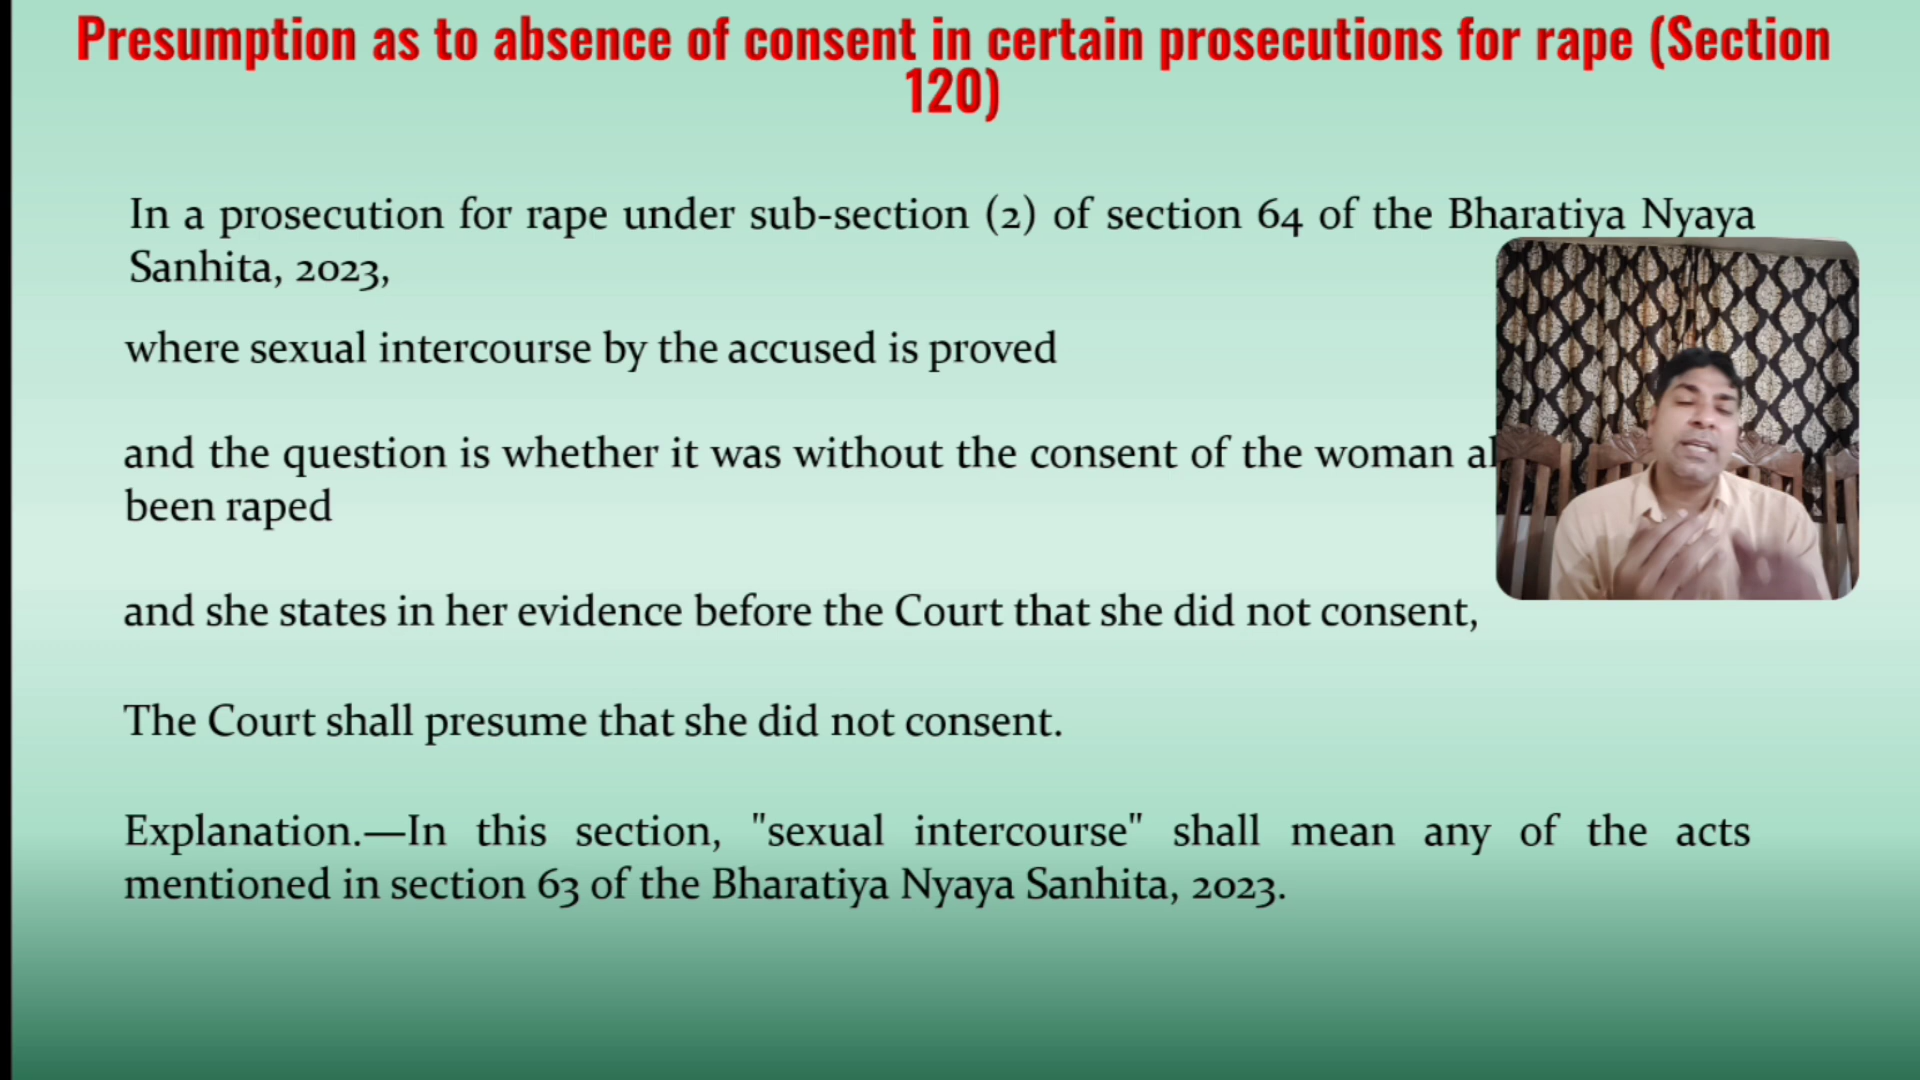 Presumption as to absence of consent in certain prosecutions for rape (Section
120)
In a prosecution for rape under sub-section (2) of section 64 of the Bharatiya Nyaya
Sanhita, 2023,
where sexual intercourse by the accused is proved
and the question is whether it was without the consent of the woman
been raped
and she states in her evidence before the Court that she did not consent,
The Court shall presume that she did not consent.
Explanation.—In this section, "sexual intercourse" shall mean any of the acts
mentioned in section 63 of the Bharatiya Nyaya Sanhita, 2023.